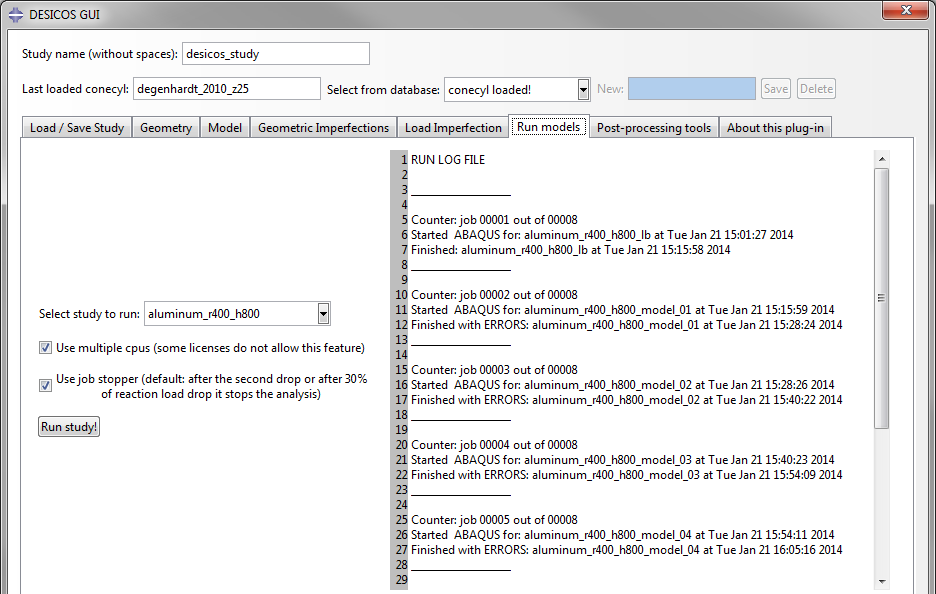 DESICOS GUI
Study name (without spaces): desicos_study
Last loaded conecyl: degenhardt_2010_z25 Select from database: conecyl loaded! New: Save Delete
Load / Save Study Geometry Model Geometric Imperfections Load Imperfection Run models Post-processing tools About this plug-in
Select study to run: aluminum_r400_h800
Use multiple cpus (some licenses do not allow this feature)
Use job stopper (default: after the second drop or after 30%
of reaction load drop it stops the analysis)
Run study!
1 RUN LOG FILE
2
3 __________________
4
5 Counter: job 00001 out of 00008
6 Started  ABAQUS for: aluminum_r400_h800_lb at Tue Jan 21 15:01:27 2014
7 Finished: aluminum_r400_h800_lb at Tue Jan 21 15:15:58 2014
8 __________________
9
10 Counter: job 00002 out of 00008
11 Started  ABAQUS for: aluminum_r400_h800_model_01 at Tue Jan 21 15:15:59 2014
12 Finished with ERRORS: aluminum_r400_h800_model_01 at Tue Jan 21 15:28:24 2014
13 __________________
14
15 Counter: job 00003 out of 00008
16 Started  ABAQUS for: aluminum_r400_h800_model_02 at Tue Jan 21 15:28:26 2014
17 Finished with ERRORS: aluminum_r400_h800_model_02 at Tue Jan 21 15:40:22 2014
18 __________________
19
20 Counter: job 00004 out of 00008
21 Started  ABAQUS for: aluminum_r400_h800_model_03 at Tue Jan 21 15:40:23 2014
22 Finished with ERRORS: aluminum_r400_h800_model_03 at Tue Jan 21 15:54:09 2014
23 __________________
24
25 Counter: job 00005 out of 00008
26 Started  ABAQUS for: aluminum_r400_h800_model_04 at Tue Jan 21 15:54:11 2014
27 Finished with ERRORS: aluminum_r400_h800_model_04 at Tue Jan 21 16:05:16 2014
28 __________________
29